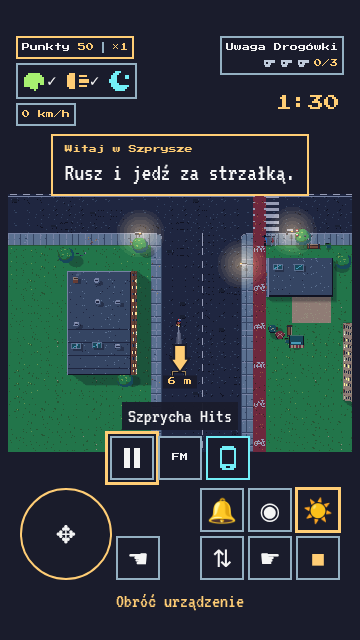 Punkty 50 | ×1
Uwaga Drogówki
0/3
0 km/h
1:30
Witaj w Szprysze
Rusz i jedź za strzałką.
6 m
Szprycha Hits
FM
Obróć urządzenie